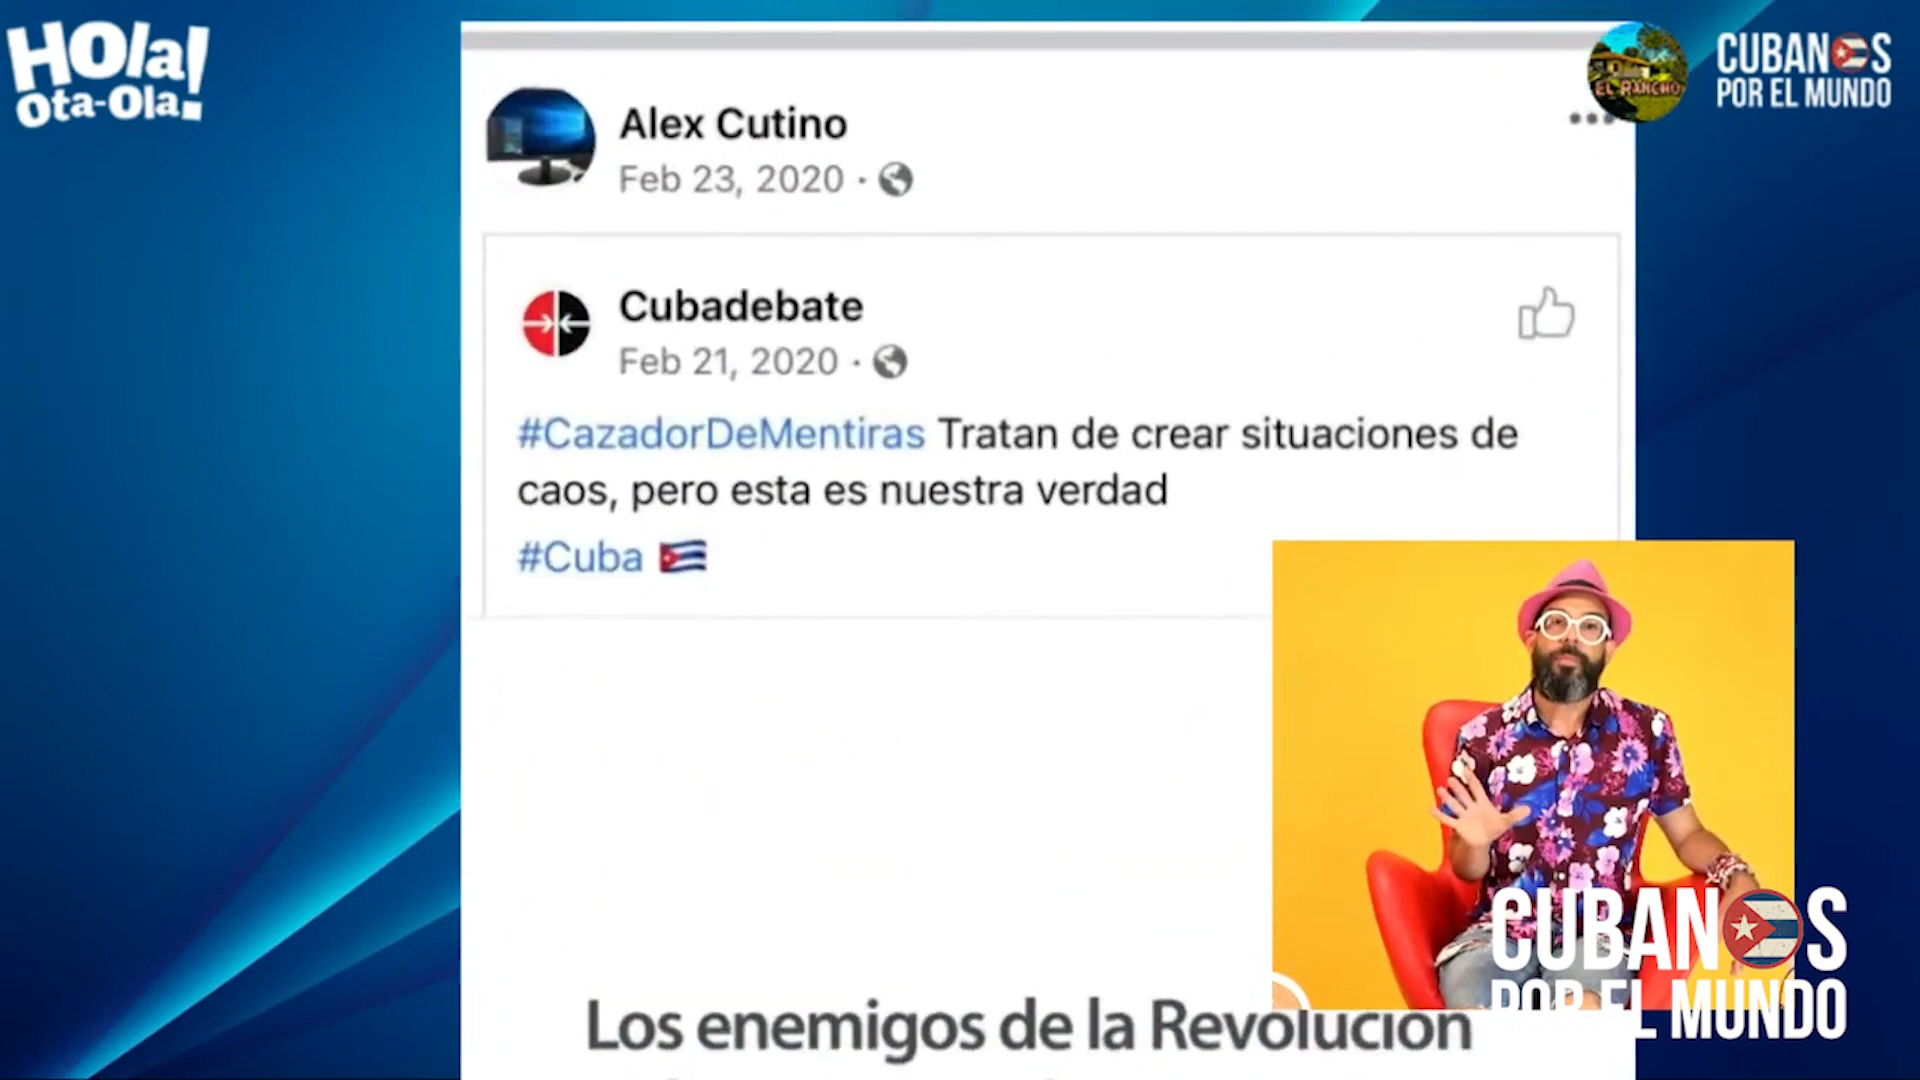 HOla!
Ota-Ola!
EL RANCHO
CUBANOS
POR EL MUNDO
Alex Cutino
Feb 23, 2020 ·
Cubadebate
Feb 21, 2020 ·
#CazadorDeMentiras Tratan de crear situaciones de
caos, pero esta es nuestra verdad
#Cuba 🇨🇺
CUBANOS
POR EL MUNDO
Los enemigos de la Revolución